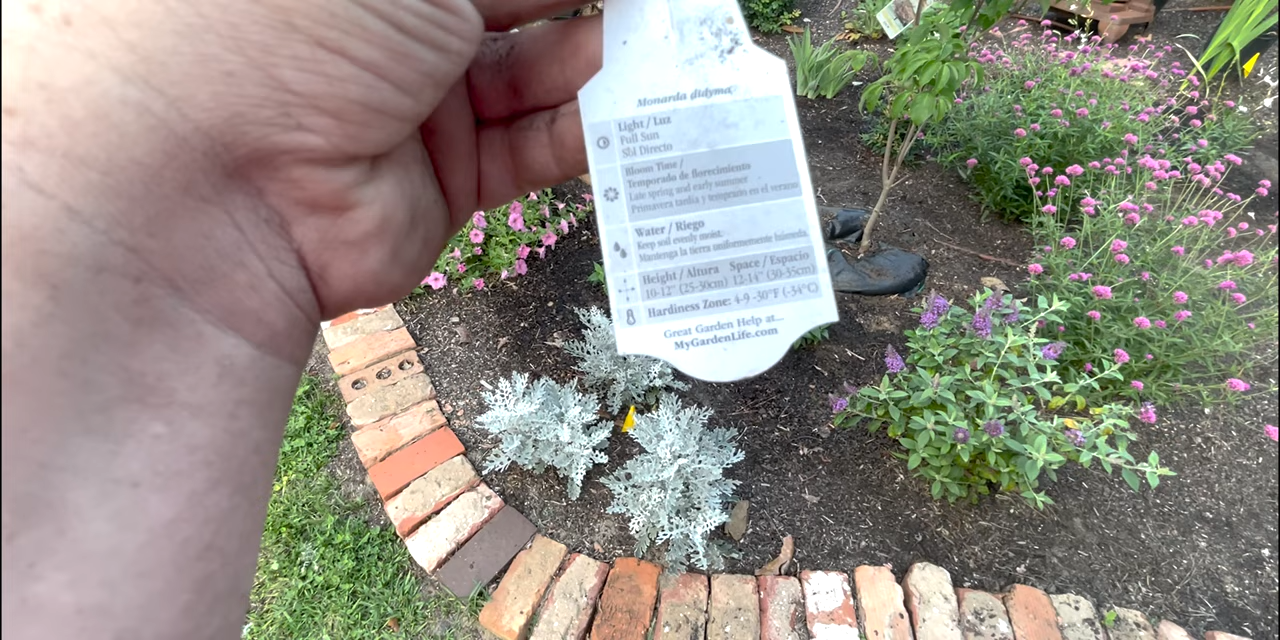 Monarda didyma
Light / Luz
Full Sun
Sol Directo
Bloom Time /
Temporado de florecimiento
Late spring and early summer
Primavera tardía y temprano en el verano
Water / Riego
Keep soil evenly moist.
Mantenga la tierra uniformemente húmeda.
Height / Altura Space / Espacio
10-12" (25-30cm) 12-14" (30-35cm)
Hardiness Zone: 4-9 -30°F (-34°C)
Great Garden Help at...
MyGardenLife.com